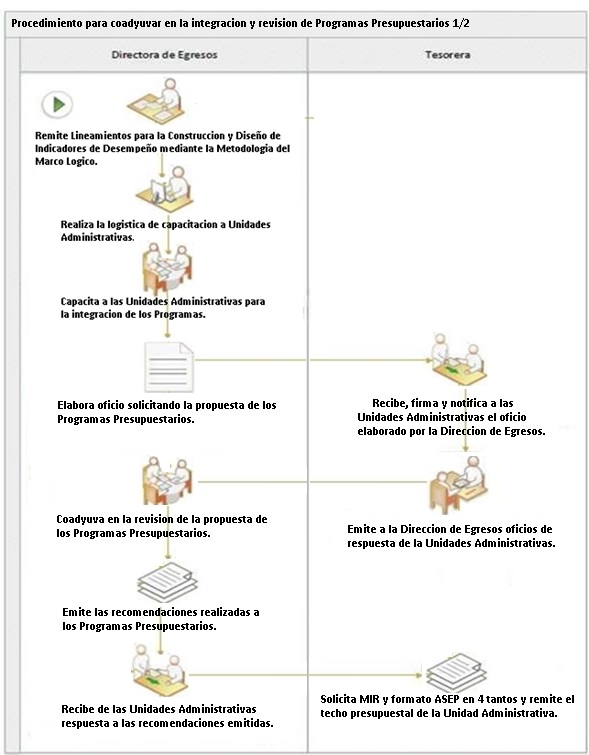 Procedimiento para coadyuvar en la integracion y revision de Programas Presupuestarios 1/2
Directora de Egresos
Tesorera
Remite Lineamientos para la Construccion y Diseño de
Indicadores de Desempeño mediante la Metodologia del
Marco Logico.
Realiza la logistica de capacitacion a Unidades
Administrativas.
Capacita a las Unidades Administrativas para
la integracion de los Programas.
Elabora oficio solicitando la propuesta de los
Programas Presupuestarios.
Recibe, firma y notifica a las
Unidades Administrativas el oficio
elaborado por la Direccion de Egresos.
Coadyuva en la revision de la propuesta de
los Programas Presupuestarios.
Emite a la Direccion de Egresos oficios de
respuesta de la Unidades Administrativas.
Emite las recomendaciones realizadas a
los Programas Presupuestarios.
Recibe de las Unidades Administrativas
respuesta a las recomendaciones emitidas.
Solicita MIR y formato ASEP en 4 tantos y remite el
techo presupuestal de la Unidad Administrativa.